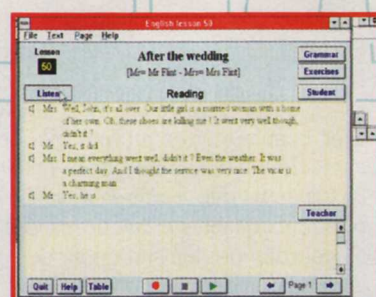 English lesson 50
File Text Page Help
Lesson
50
After the wedding
[Mr= Mr Flint - Mrs= Mrs Flint]
Grammar
Exercises
Listen
Reading
Student
Mrs Well, John, it's all over. Our little girl is a married woman with a home
of her own. Oh, these shoes are killing me ! It went very well though,
didn't it ?
Mr Yes, it did
Mrs I mean everything went well, didn't it ? Even the weather. It was
a perfect day. And I thought the service was very nice. The vicar is
a charming man
Mr Yes, he is
Teacher
Quit Help Table
Page 1